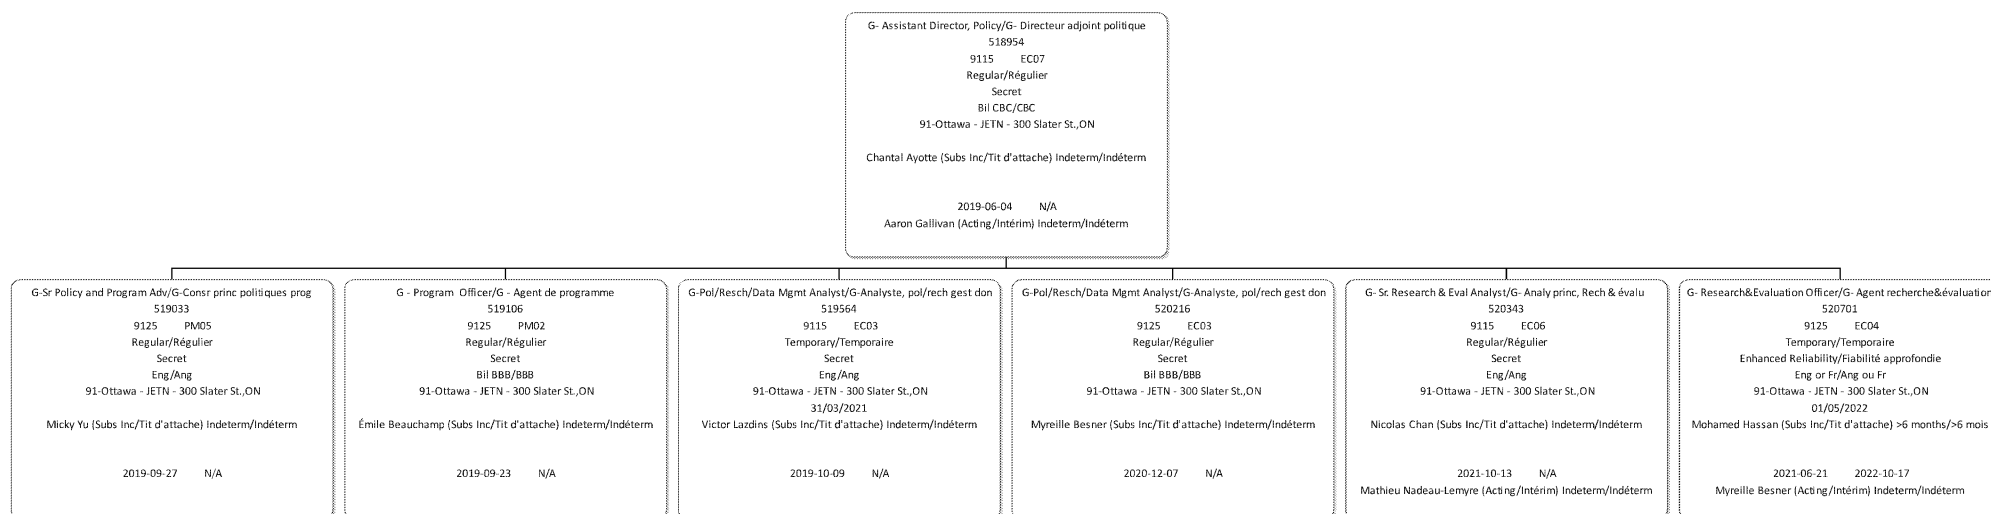 G- Assistant Director, Policy/G- Directeur adjoint politique
518954
9115 EC07
Regular/Régulier
Secret
Bil CBC/CBC
91-Ottawa - JETN - 300 Slater St.,ON
Chantal Ayotte (Subs Inc/Tit d'attache) Indeterm/Indéterm
2019-06-04 N/A
Aaron Gallivan (Acting/Intérim) Indeterm/Indéterm
G-Sr Policy and Program Adv/G-Consr princ politiques prog
519033
9125 PM05
Regular/Régulier
Secret
Eng/Ang
91-Ottawa - JETN - 300 Slater St.,ON
Micky Yu (Subs Inc/Tit d'attache) Indeterm/Indéterm
2019-09-27 N/A
G - Program Officer/G - Agent de programme
519106
9125 PM02
Regular/Régulier
Secret
Bil BBB/BBB
91-Ottawa - JETN - 300 Slater St.,ON
Émile Beauchamp (Subs Inc/Tit d'attache) Indeterm/Indéterm
2019-09-23 N/A
G-Pol/Resch/Data Mgmt Analyst/G-Analyste, pol/rech gest don
519564
9115 EC03
Temporary/Temporaire
Secret
Eng/Ang
91-Ottawa - JETN - 300 Slater St.,ON
31/03/2021
Victor Lazdins (Subs Inc/Tit d'attache) Indeterm/Indéterm
2019-10-09 N/A
G-Pol/Resch/Data Mgmt Analyst/G-Analyste, pol/rech gest don
520216
9125 EC03
Regular/Régulier
Secret
Bil BBB/BBB
91-Ottawa - JETN - 300 Slater St.,ON
Myreille Besner (Subs Inc/Tit d'attache) Indeterm/Indéterm
2020-12-07 N/A
G- Sr. Research & Eval Analyst/G- Analy princ, Rech & évalu
520343
9115 EC06
Regular/Régulier
Secret
Eng/Ang
91-Ottawa - JETN - 300 Slater St.,ON
Nicolas Chan (Subs Inc/Tit d'attache) Indeterm/Indéterm
2021-10-13 N/A
Mathieu Nadeau-Lemyre (Acting/Intérim) Indeterm/Indéterm
G- Research&Evaluation Officer/G- Agent recherche&évaluation
520701
9125 EC04
Temporary/Temporaire
Enhanced Reliability/Fiabilité approfondie
Eng or Fr/Ang ou Fr
91-Ottawa - JETN - 300 Slater St.,ON
01/05/2022
Mohamed Hassan (Subs Inc/Tit d'attache) >6 months/>6 mois
2021-06-21 2022-10-17
Myreille Besner (Acting/Intérim) Indeterm/Indéterm